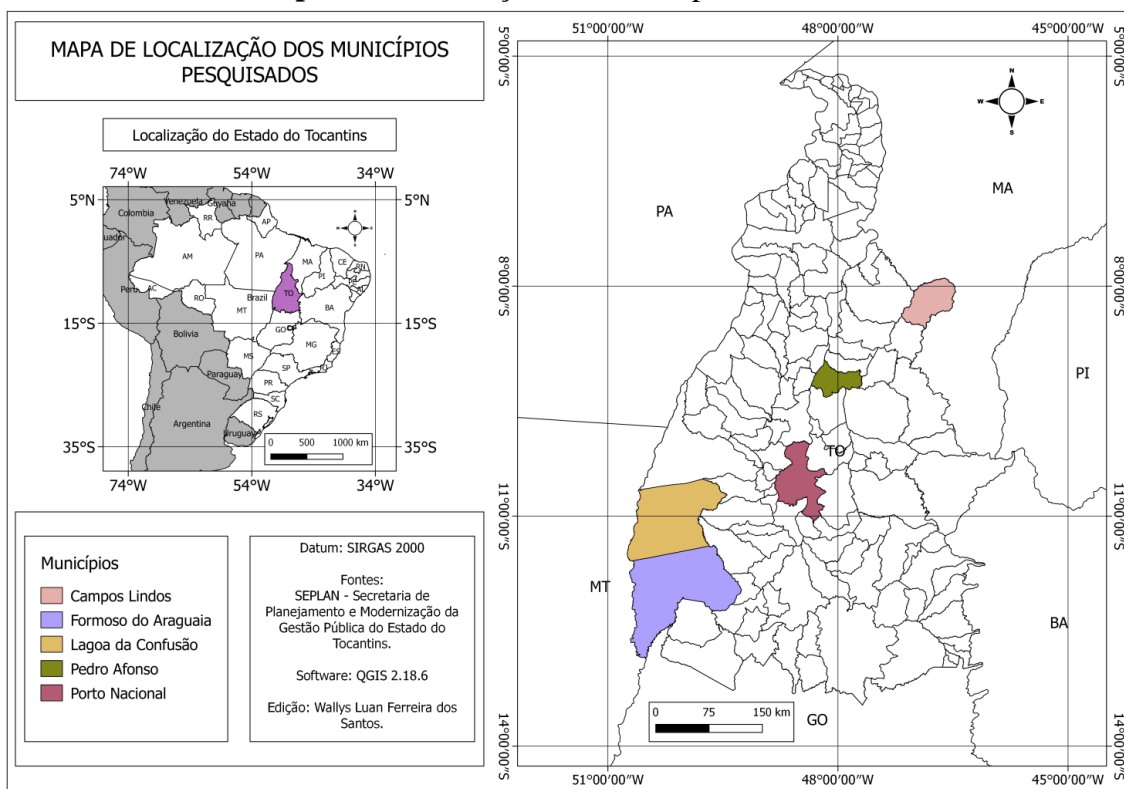 MAPA DE LOCALIZAÇÃO DOS MUNICÍPIOS
PESQUISADOS
Localização do Estado do Tocantins
74°W 54°W 34°W
5°N 5°N
15°S 15°S
35°S 35°S
74°W 54°W 34°W
Venezuela
Guyana
Colombia
RR
AP
AM
PA
MA
CE
RN
PI
AC
Peru
RO
Brazil
TO
AL
MT
BA
Bolivia
GO
DF
MG
ES
MS
SP
Paraguay
PR
SC
Chile
Argentina
RS
Uruguay
0 500 1000 km
Municípios
Campos Lindos
Formoso do Araguaia
Lagoa da Confusão
Pedro Afonso
Porto Nacional
Datum: SIRGAS 2000
Fontes:
SEPLAN - Secretaria de
Planejamento e Modernização da
Gestão Pública do Estado do
Tocantins.
Software: QGIS 2.18.6
Edição: Wallys Luan Ferreira dos
Santos.
51°00'00"W 48°00'00"W 45°00'00"W
5°00'00"S 5°00'00"S
N
W E
S
PA
MA
8°00'00"S 8°00'00"S
PI
TO
11°00'00"S 11°00'00"S
MT
BA
0 75 150 km
GO
14°00'00"S 14°00'00"S
51°00'00"W 48°00'00"W 45°00'00"W